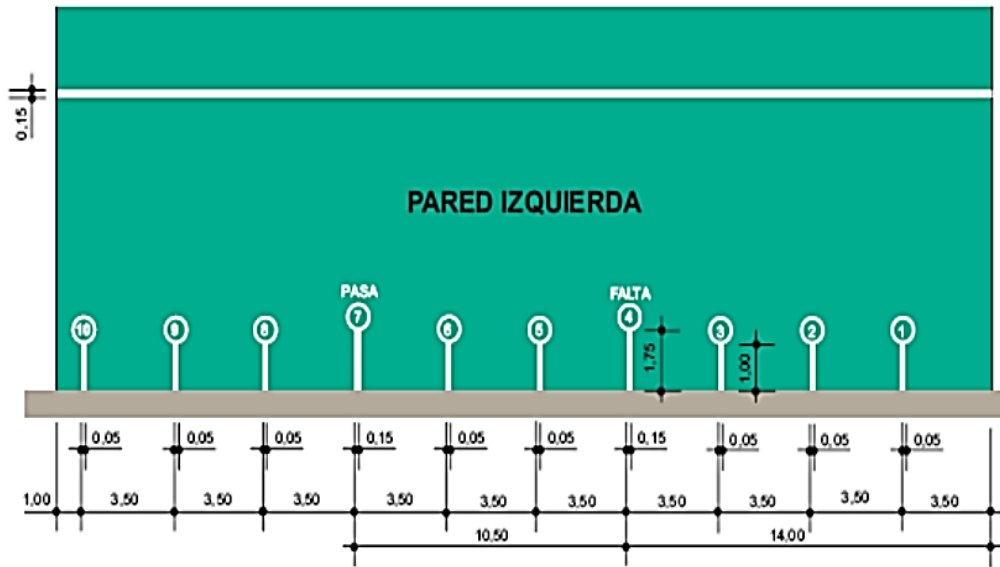 0,15
PARED IZQUIERDA
PASA FALTA
10 9 8 7 6 5 4 3 2 1
1,75 1,00
0,05 0,05 0,05 0,15 0,05 0,05 0,15 0,05 0,05 0,05
1,00 3,50 3,50 3,50 3,50 3,50 3,50 3,50 3,50 3,50 3,50
10,50 14,00